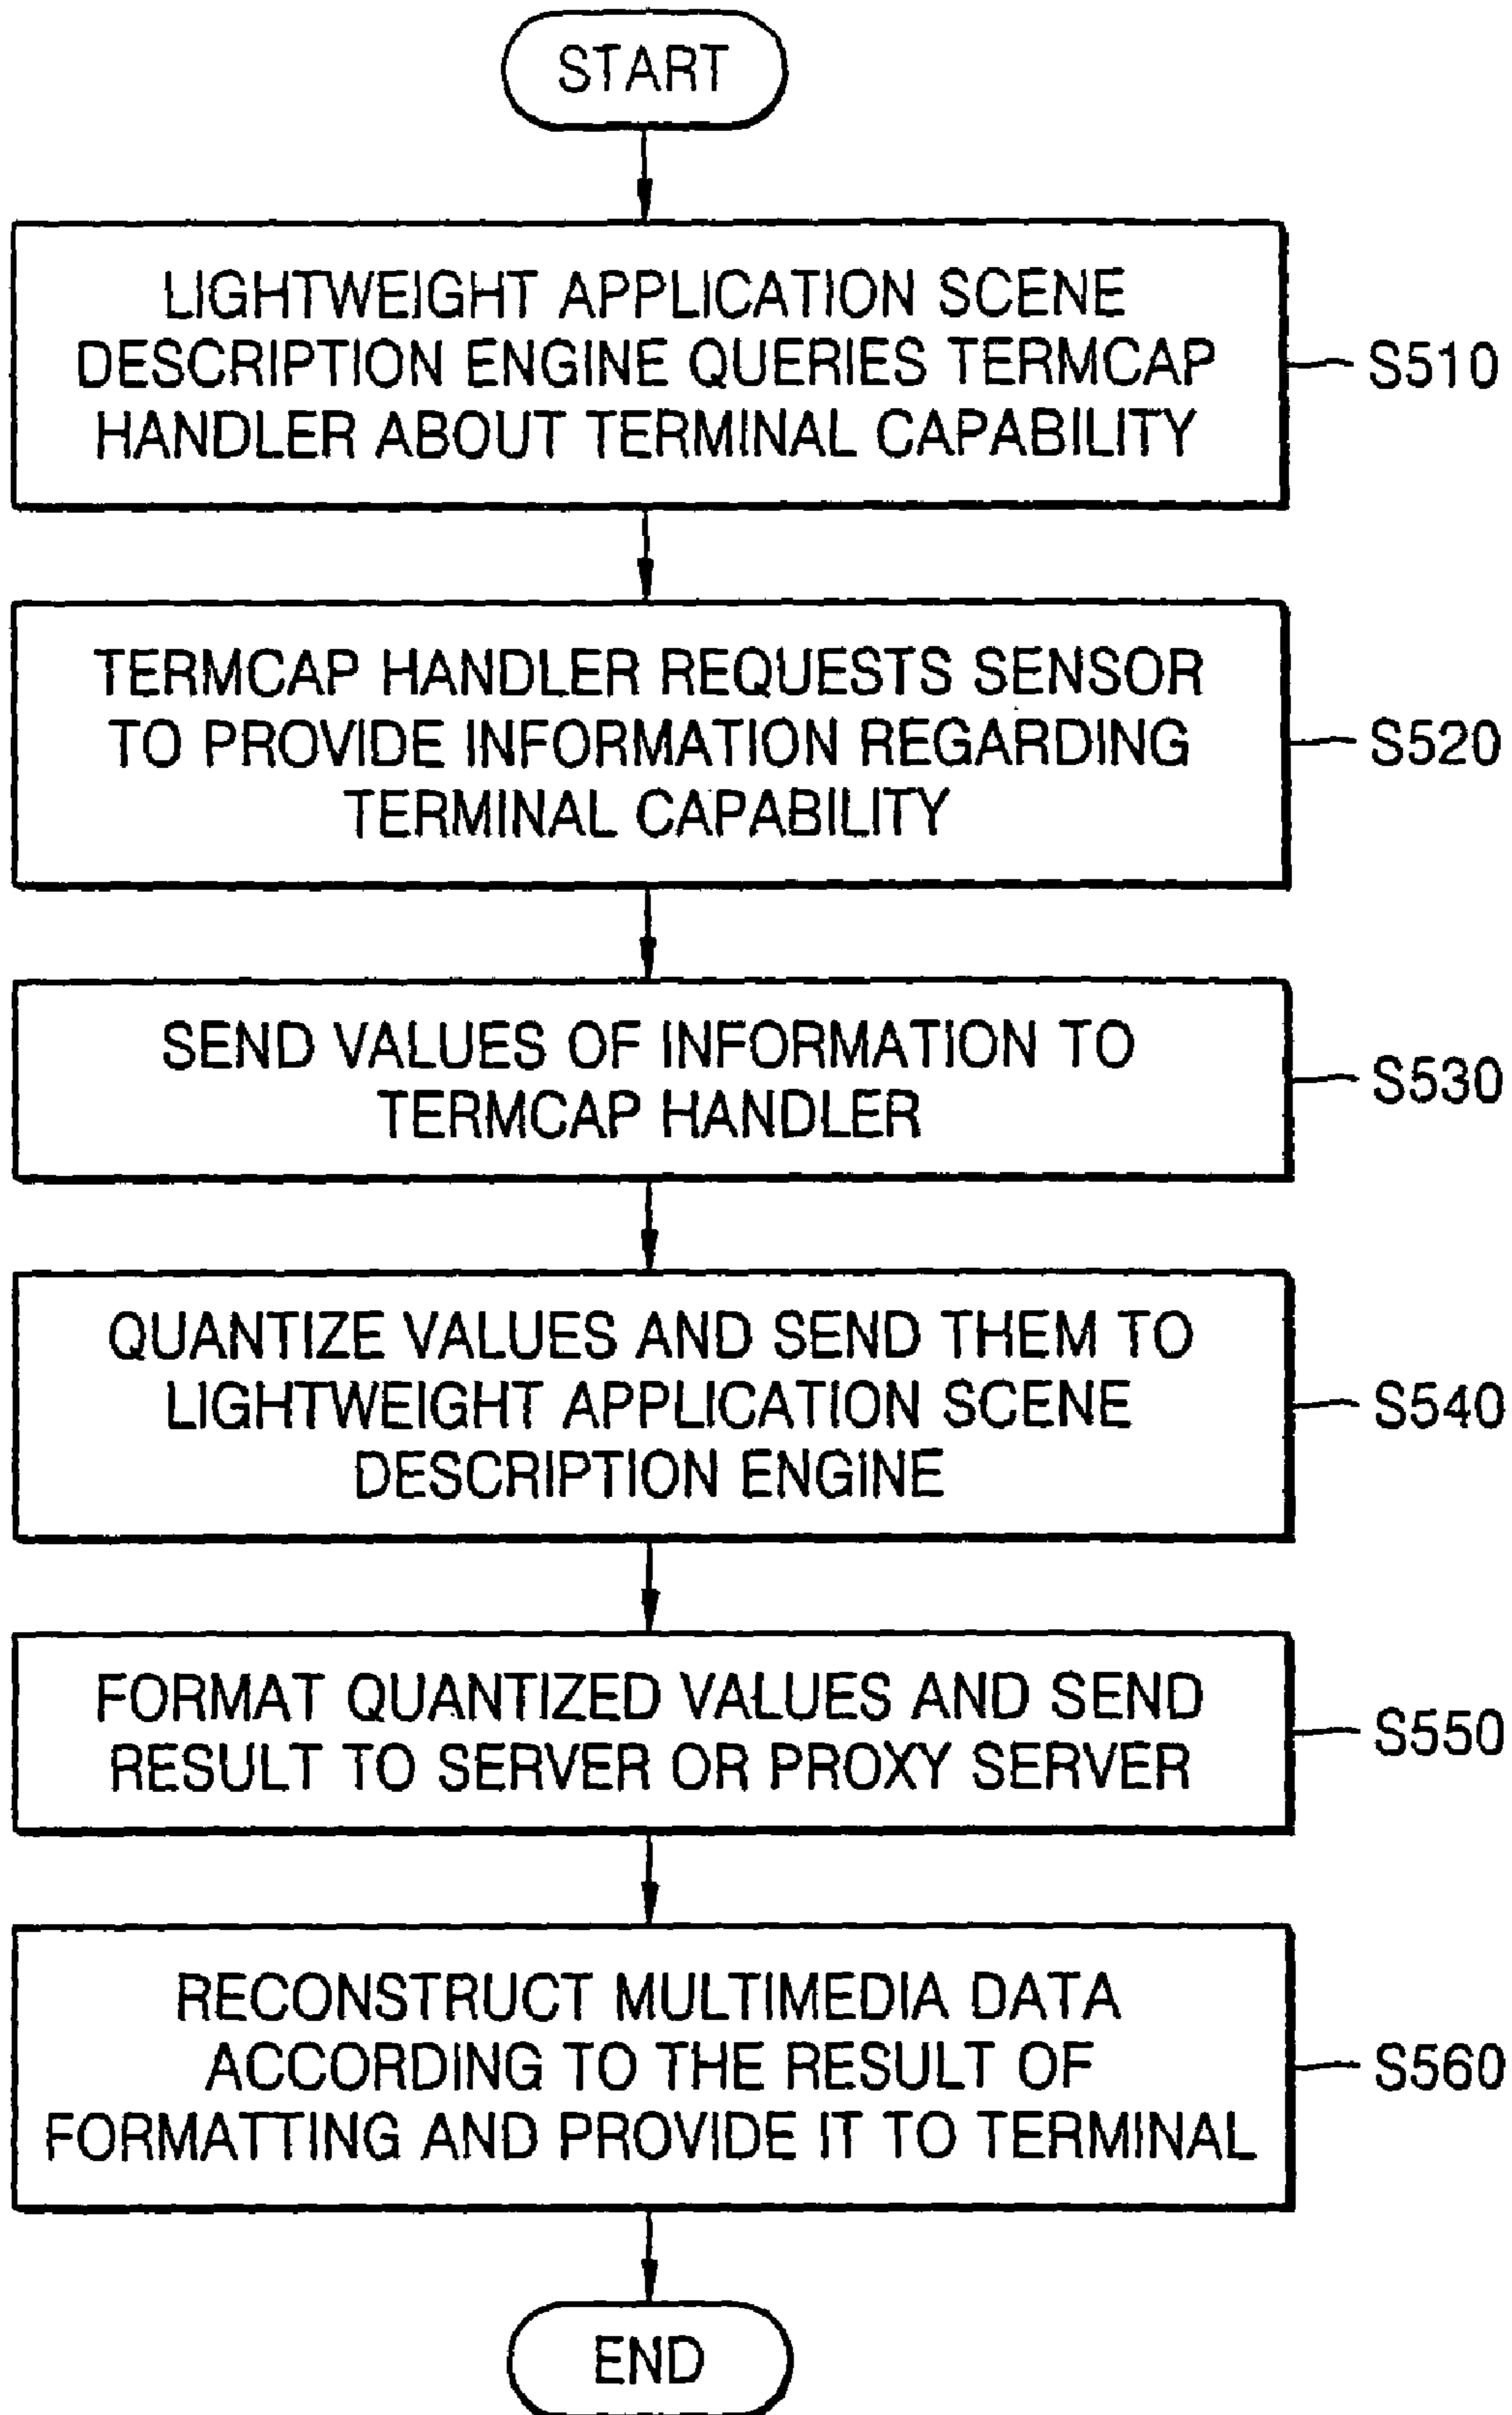 START
LIGHTWEIGHT APPLICATION SCENE
DESCRIPTION ENGINE QUERIES TERMCAP
HANDLER ABOUT TERMINAL CAPABILITY
S510
TERMCAP HANDLER REQUESTS SENSOR
TO PROVIDE INFORMATION REGARDING
TERMINAL CAPABILITY
S520
SEND VALUES OF INFORMATION TO
TERMCAP HANDLER
S530
QUANTIZE VALUES AND SEND THEM TO
LIGHTWEIGHT APPLICATION SCENE
DESCRIPTION ENGINE
S540
FORMAT QUANTIZED VALUES AND SEND
RESULT TO SERVER OR PROXY SERVER
S550
RECONSTRUCT MULTIMEDIA DATA
ACCORDING TO THE RESULT OF
FORMATTING AND PROVIDE IT TO TERMINAL
S560
END